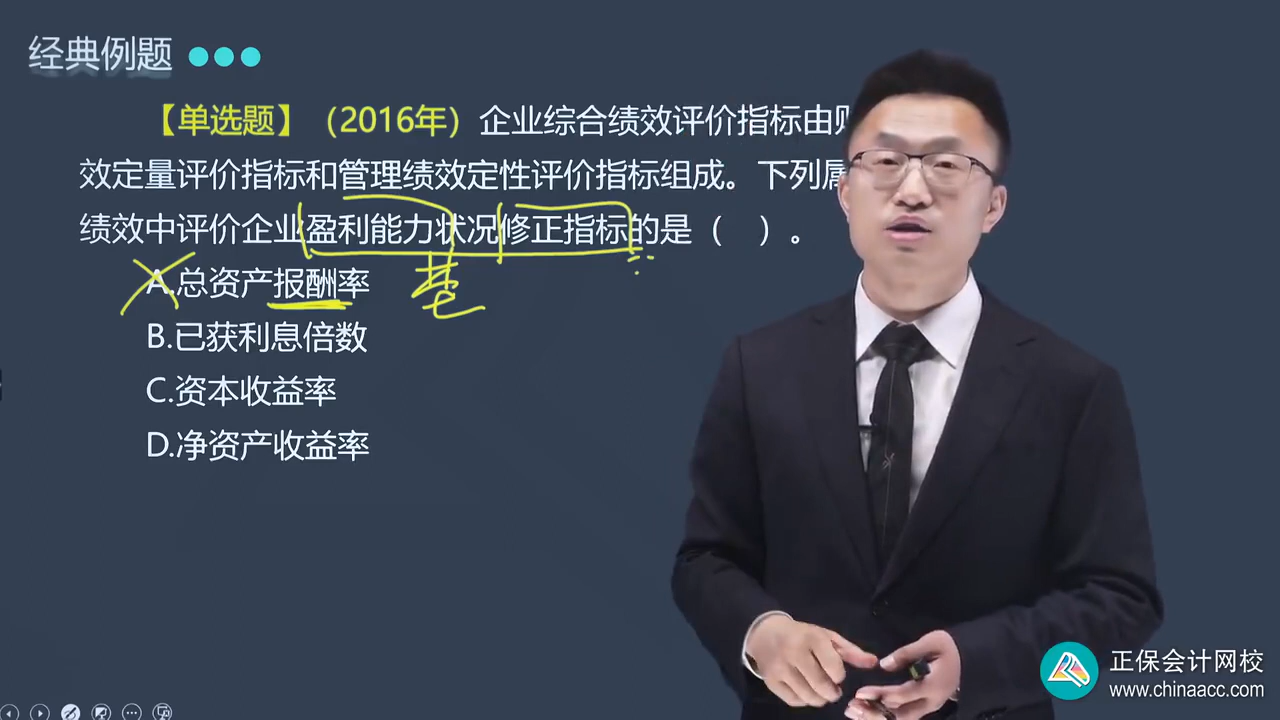 经典例题
【单选题】（2016年）企业综合绩效评价指标由
效定量评价指标和管理绩效定性评价指标组成。下列属
绩效中评价企业盈利能力状况修正指标的是（　）。
A.总资产报酬率
B.已获利息倍数
C.资本收益率
D.净资产收益率
正保会计网校
www.chinaacc.com